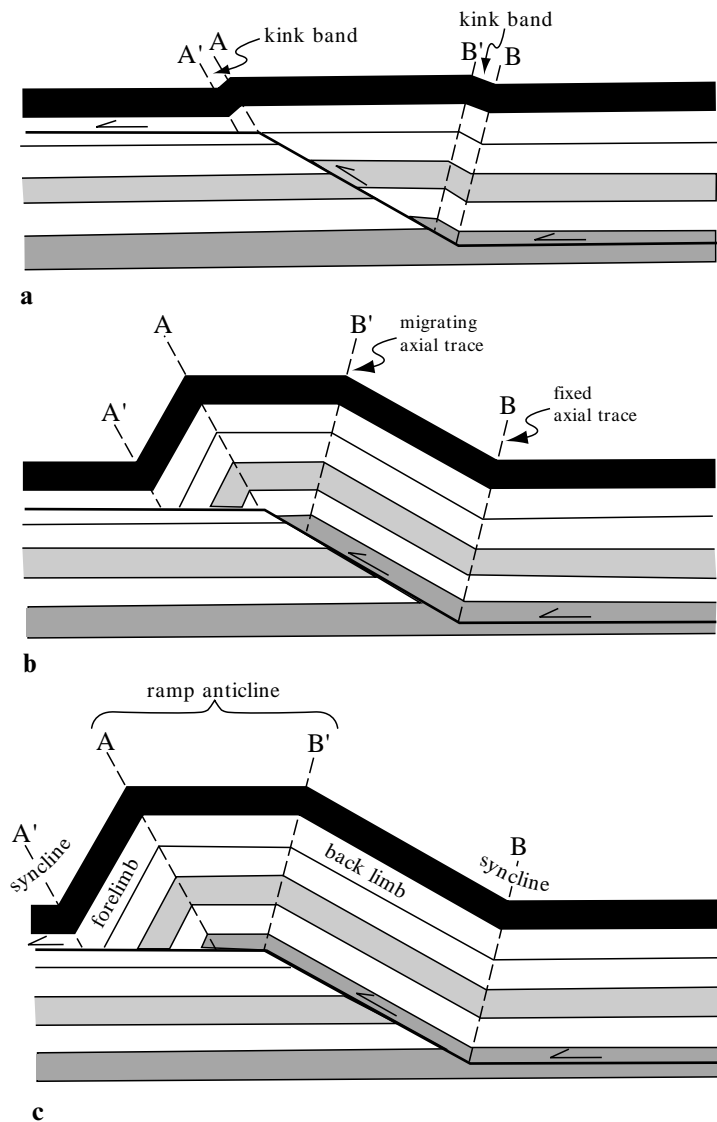 kink band
A
A'
kink band
B'
B
a
A
B'
migrating
axial trace
A'
B
fixed
axial trace
b
ramp anticline
A
B'
A'
B
syncline
forelimb
back limb
syncline
c